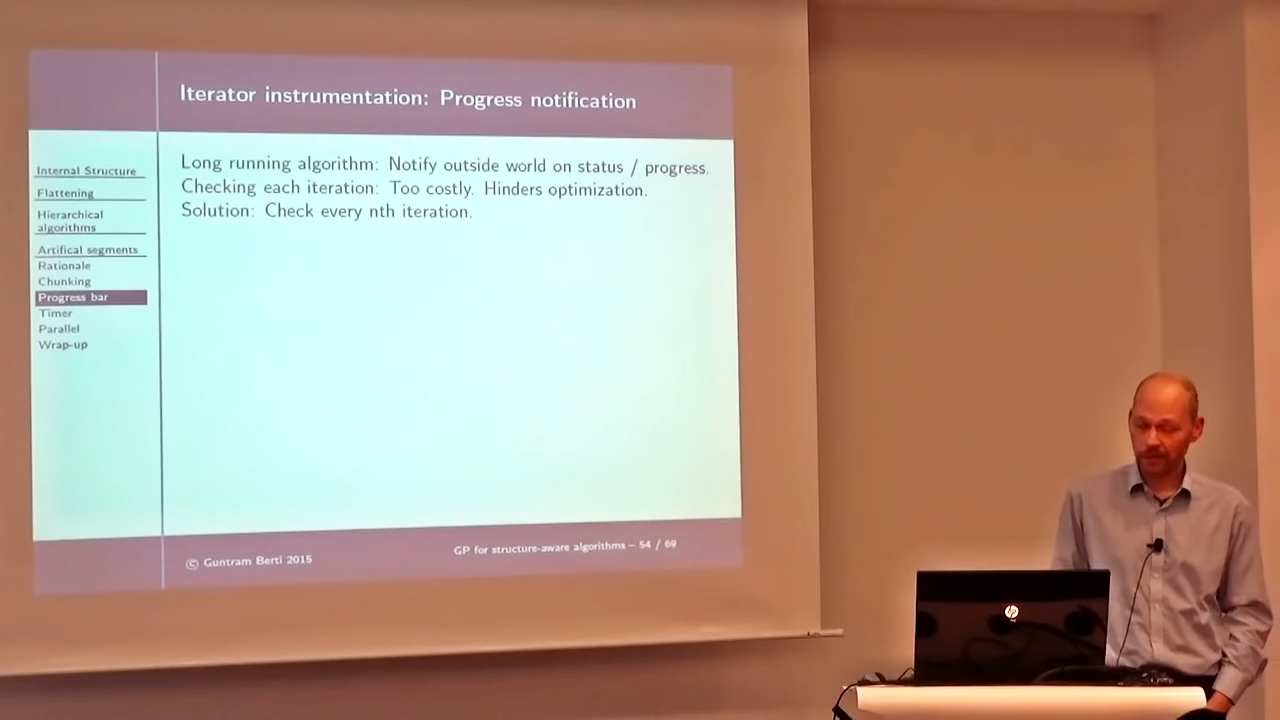 Iterator instrumentation: Progress notification
Internal Structure
Flattening
Hierarchical
algorithms
Artifical segments
Rationale
Chunking
Progress bar
Timer
Parallel
Wrap-up
Long running algorithm: Notify outside world on status / progress.
Checking each iteration: Too costly. Hinders optimization.
Solution: Check every nth iteration.
© Guntram Berti 2015
GP for structure-aware algorithms – 54 / 69
hp